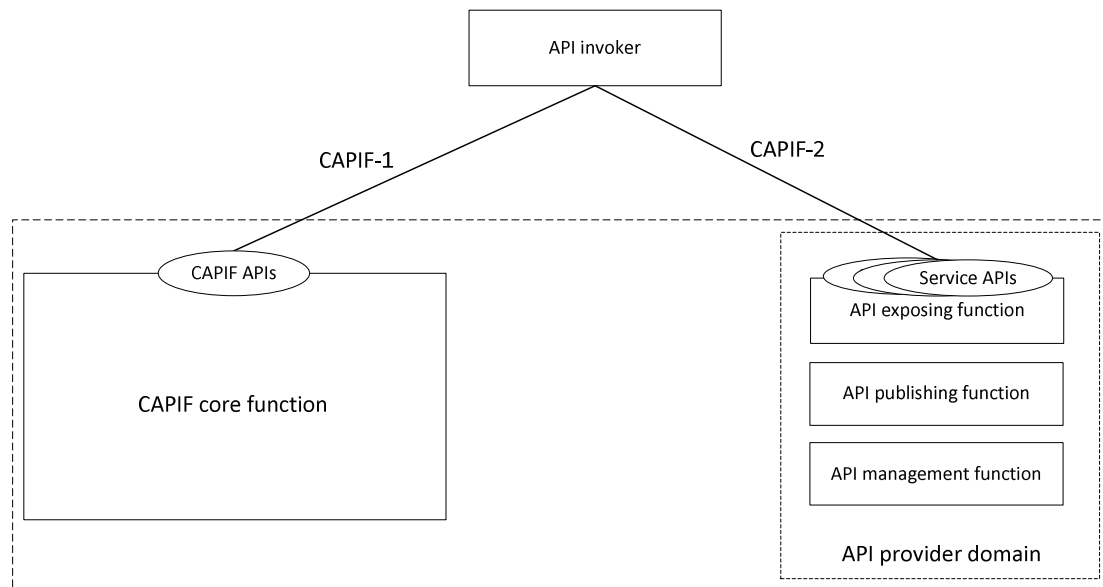 API invoker
CAPIF-1
CAPIF-2
CAPIF APIs
Service APIs
API exposing function
CAPIF core function
API publishing function
API management function
API provider domain